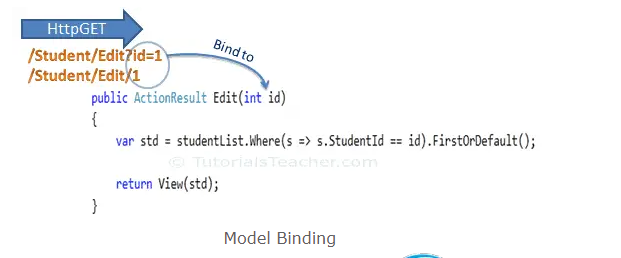 HttpGET
/Student/Edit?id=1
Bind to
/Student/Edit/1
public ActionResult Edit(int id)
{
var std = studentList.Where(s => s.StudentId == id).FirstOrDefault();
© TutorialsTeacher.com
return View(std);
}
Model Binding